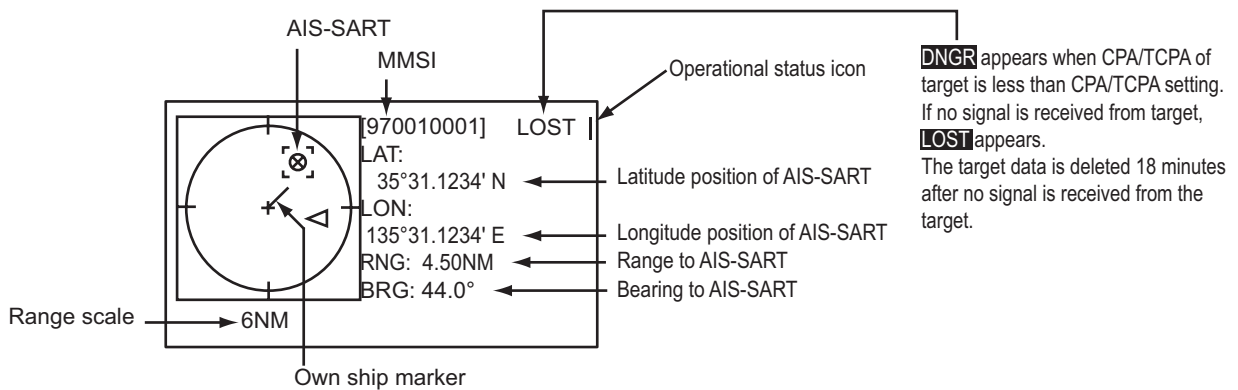 AIS-SART
MMSI
Operational status icon
DNGR appears when CPA/TCPA of
target is less than CPA/TCPA setting.
If no signal is received from target,
LOST appears.
The target data is deleted 18 minutes
after no signal is received from the
target.
[970010001] LOST
LAT:
35°31.1234' N
Latitude position of AIS-SART
LON:
135°31.1234' E
Longitude position of AIS-SART
RNG: 4.50NM
Range to AIS-SART
BRG: 44.0°
Bearing to AIS-SART
Range scale
6NM
Own ship marker